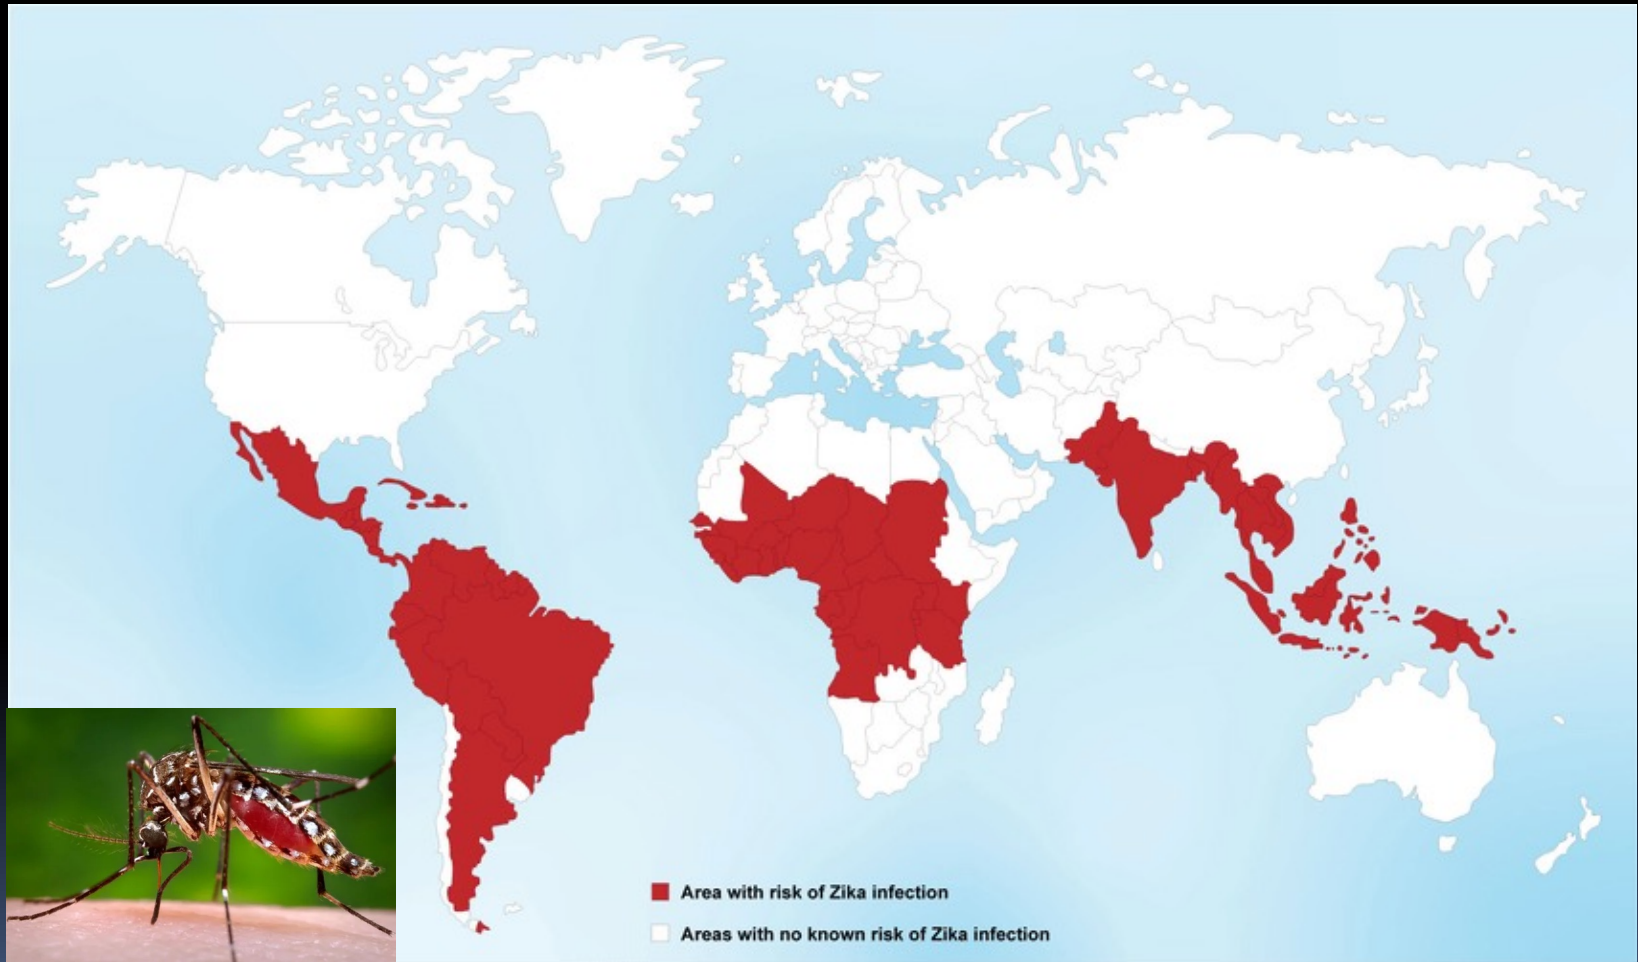 Area with risk of Zika infection
Areas with no known risk of Zika infection